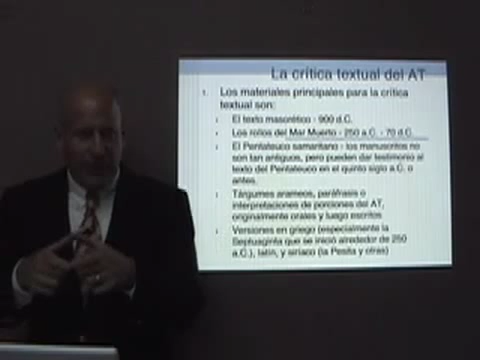 La crítica textual del AT
1. Los materiales principales para la crítica
textual son:
El texto masorético - 900 d.C.
Los rollos del Mar Muerto - 250 a.C. - 70 d.C.
El Pentateuco samaritano - los manuscritos no
son tan antiguos, pero pueden dar testimonio al
texto del Pentateuco en el quinto siglo a.C. o
antes.
Tárgumes arameos, paráfrasis o
interpretaciones de porciones del AT,
originalmente orales y luego escritos
Versiones en griego (especialmente la
Septuaginta que se inició alrededor de 250
a.C.), latín, y siríaco (la Pesita y otras)